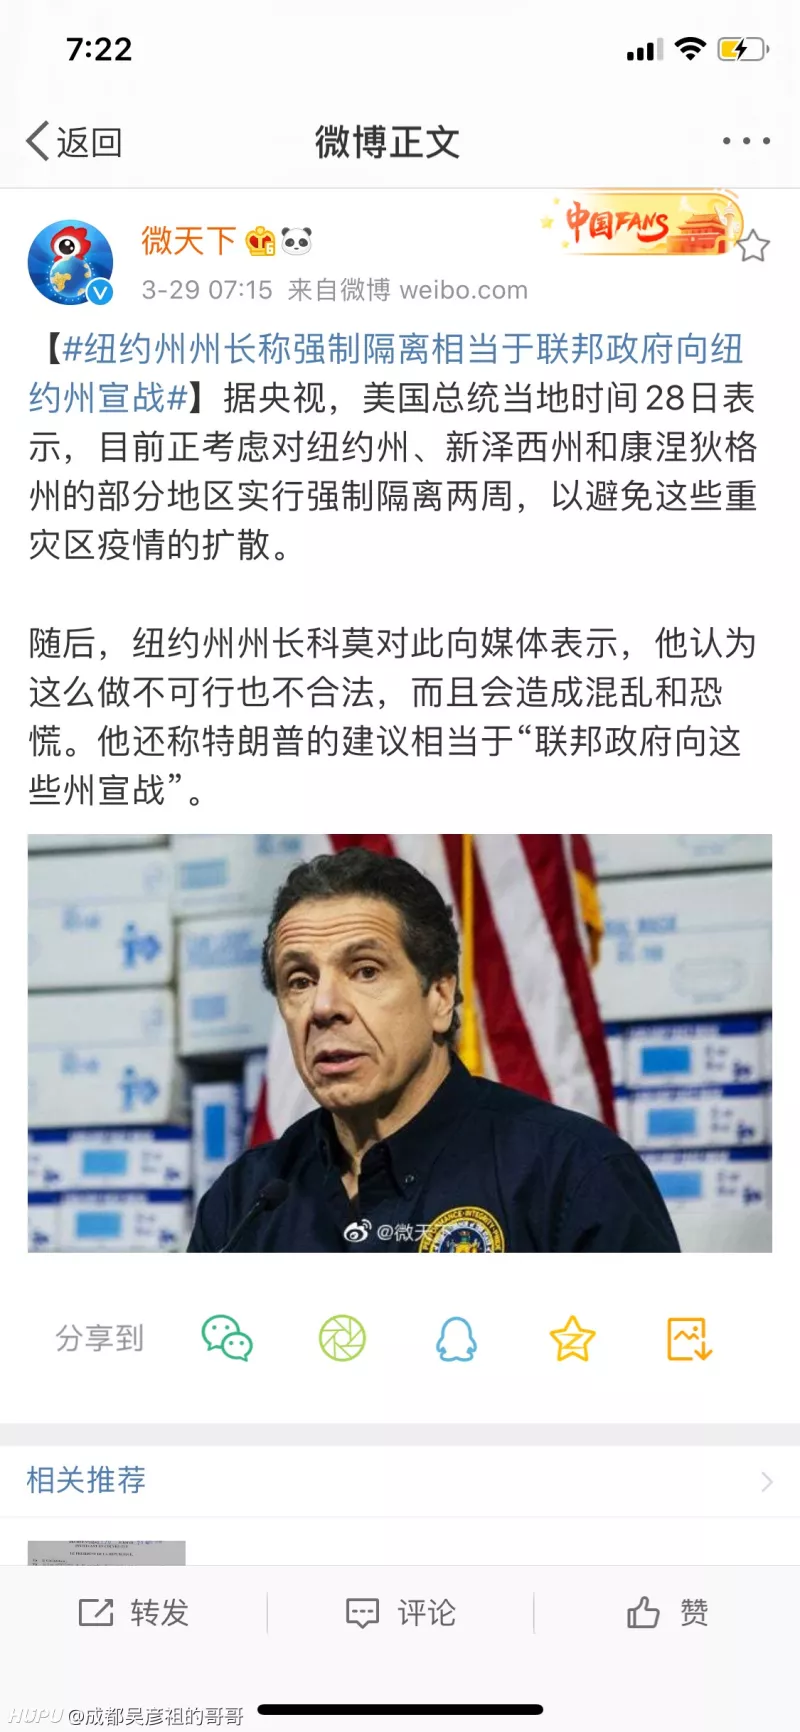 7:22
返回
微博正文
微天下
中国FANS
3-29 07:15 来自微博 weibo.com
【#纽约州州长称强制隔离相当于联邦政府向纽
约州宣战#】据央视，美国总统当地时间28日表
示，目前正考虑对纽约州、新泽西州和康涅狄格
州的部分地区实行强制隔离两周，以避免这些重
灾区疫情的扩散。
随后，纽约州州长科莫对此向媒体表示，他认为
这么做不可行也不合法，而且会造成混乱和恐
慌。他还称特朗普的建议相当于“联邦政府向这
些州宣战”。
@微天下
分享到
相关推荐
转发
评论
赞
HUPU @成都吴彦祖的哥哥